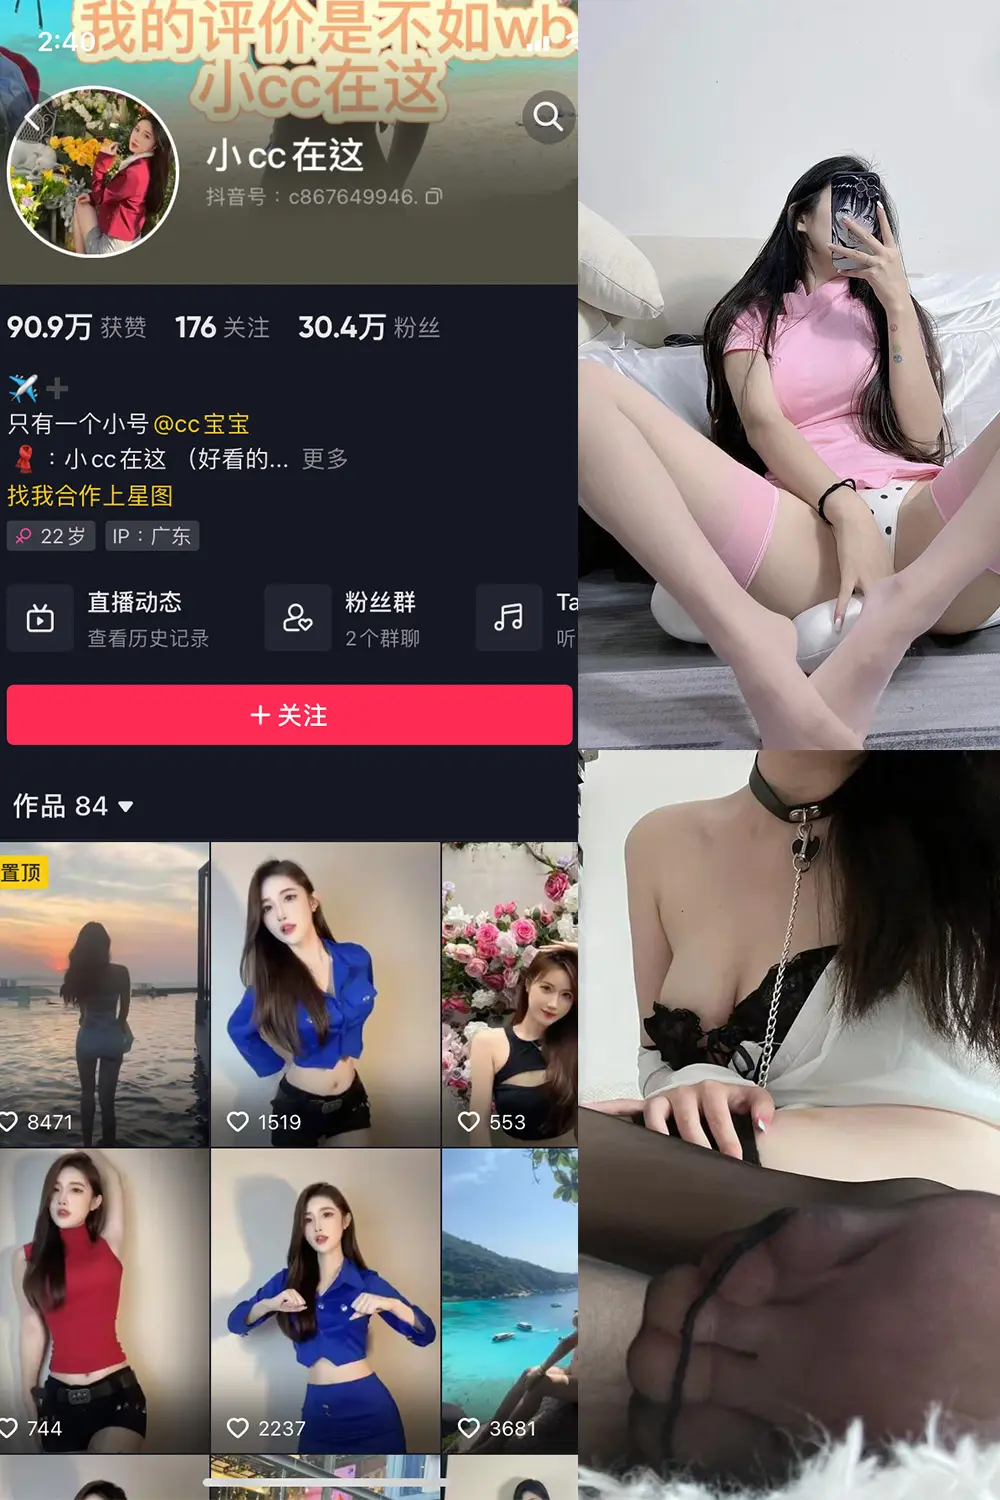 我的评价是不如wb
小cc在这
2:40
小cc在这
抖音号：c867649946.
90.9万 获赞 176 关注 30.4万 粉丝
只有一个小号@cc宝宝
：小cc在这 （好看的... 更多
找我合作上星图
22岁 IP：广东
直播动态 粉丝群 Ta
查看历史记录 2个群聊 听
+ 关注
作品 84
置顶
8471 1519 553
744 2237 3681